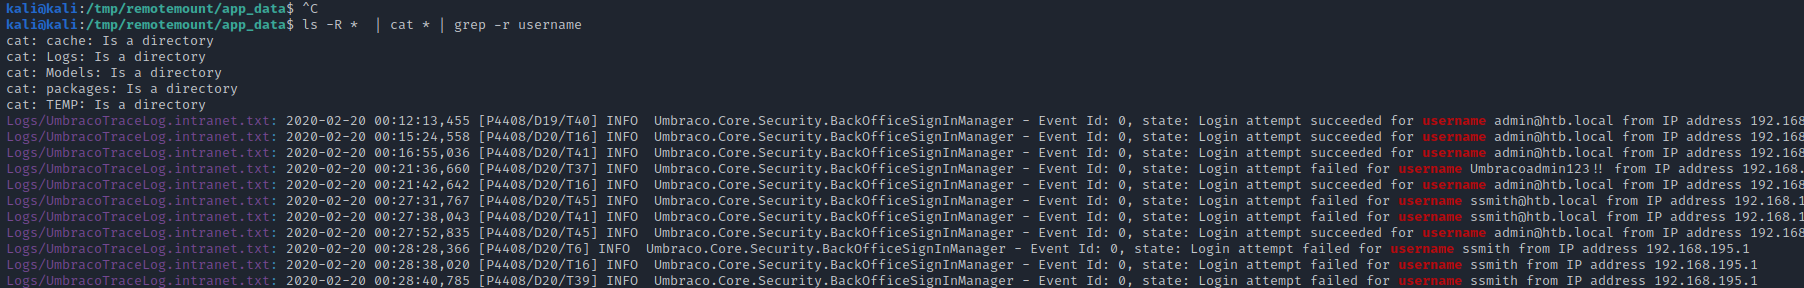 kali@kali:/tmp/remotemount/app_data$ ^C
kali@kali:/tmp/remotemount/app_data$ ls -R *  | cat * | grep -r username
cat: cache: Is a directory
cat: Logs: Is a directory
cat: Models: Is a directory
cat: packages: Is a directory
cat: TEMP: Is a directory
Logs/UmbracoTraceLog.intranet.txt: 2020-02-20 00:12:13,455 [P4408/D19/T40] INFO  Umbraco.Core.Security.BackOfficeSignInManager - Event Id: 0, state: Login attempt succeeded for username admin@htb.local from IP address 192.168
Logs/UmbracoTraceLog.intranet.txt: 2020-02-20 00:15:24,558 [P4408/D20/T16] INFO  Umbraco.Core.Security.BackOfficeSignInManager - Event Id: 0, state: Login attempt succeeded for username admin@htb.local from IP address 192.168
Logs/UmbracoTraceLog.intranet.txt: 2020-02-20 00:16:55,036 [P4408/D20/T41] INFO  Umbraco.Core.Security.BackOfficeSignInManager - Event Id: 0, state: Login attempt succeeded for username admin@htb.local from IP address 192.168
Logs/UmbracoTraceLog.intranet.txt: 2020-02-20 00:21:36,660 [P4408/D20/T37] INFO  Umbraco.Core.Security.BackOfficeSignInManager - Event Id: 0, state: Login attempt failed for username Umbracoadmin123!! from IP address 192.168.
Logs/UmbracoTraceLog.intranet.txt: 2020-02-20 00:21:42,642 [P4408/D20/T16] INFO  Umbraco.Core.Security.BackOfficeSignInManager - Event Id: 0, state: Login attempt succeeded for username admin@htb.local from IP address 192.168
Logs/UmbracoTraceLog.intranet.txt: 2020-02-20 00:27:31,767 [P4408/D20/T45] INFO  Umbraco.Core.Security.BackOfficeSignInManager - Event Id: 0, state: Login attempt failed for username ssmith@htb.local from IP address 192.168.1
Logs/UmbracoTraceLog.intranet.txt: 2020-02-20 00:27:38,043 [P4408/D20/T41] INFO  Umbraco.Core.Security.BackOfficeSignInManager - Event Id: 0, state: Login attempt failed for username ssmith@htb.local from IP address 192.168.1
Logs/UmbracoTraceLog.intranet.txt: 2020-02-20 00:27:52,835 [P4408/D20/T45] INFO  Umbraco.Core.Security.BackOfficeSignInManager - Event Id: 0, state: Login attempt succeeded for username admin@htb.local from IP address 192.168
Logs/UmbracoTraceLog.intranet.txt: 2020-02-20 00:28:28,366 [P4408/D20/T6] INFO  Umbraco.Core.Security.BackOfficeSignInManager - Event Id: 0, state: Login attempt failed for username ssmith from IP address 192.168.195.1
Logs/UmbracoTraceLog.intranet.txt: 2020-02-20 00:28:38,020 [P4408/D20/T16] INFO  Umbraco.Core.Security.BackOfficeSignInManager - Event Id: 0, state: Login attempt failed for username ssmith from IP address 192.168.195.1
Logs/UmbracoTraceLog.intranet.txt: 2020-02-20 00:28:40,785 [P4408/D20/T39] INFO  Umbraco.Core.Security.BackOfficeSignInManager - Event Id: 0, state: Login attempt failed for username ssmith from IP address 192.168.195.1